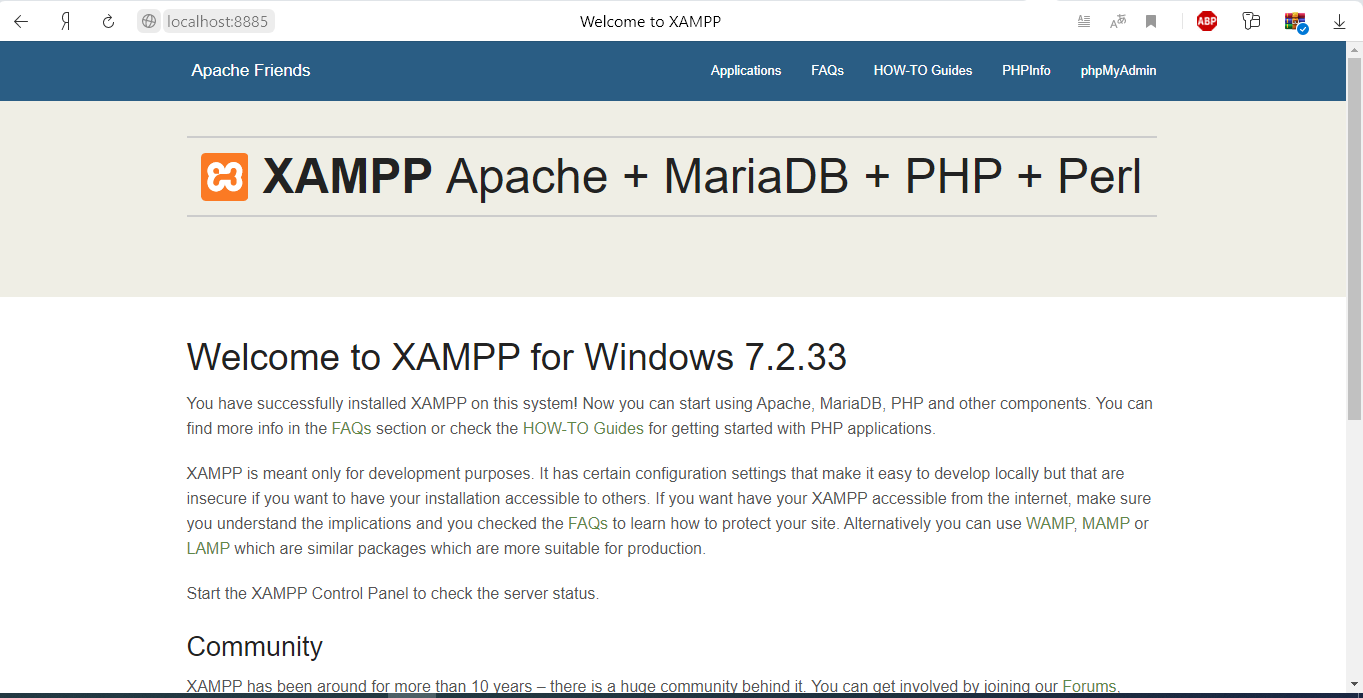 Я localhost:8885 Welcome to XAMPP ABP
Apache Friends Applications FAQs HOW-TO Guides PHPInfo phpMyAdmin
XAMPP Apache + MariaDB + PHP + Perl
Welcome to XAMPP for Windows 7.2.33
You have successfully installed XAMPP on this system! Now you can start using Apache, MariaDB, PHP and other components. You can
find more info in the FAQs section or check the HOW-TO Guides for getting started with PHP applications.
XAMPP is meant only for development purposes. It has certain configuration settings that make it easy to develop locally but that are
insecure if you want to have your installation accessible to others. If you want have your XAMPP accessible from the internet, make sure
you understand the implications and you checked the FAQs to learn how to protect your site. Alternatively you can use WAMP, MAMP or
LAMP which are similar packages which are more suitable for production.
Start the XAMPP Control Panel to check the server status.
Community
XAMPP has been around for more than 10 years – there is a huge community behind it. You can get involved by joining our Forums,